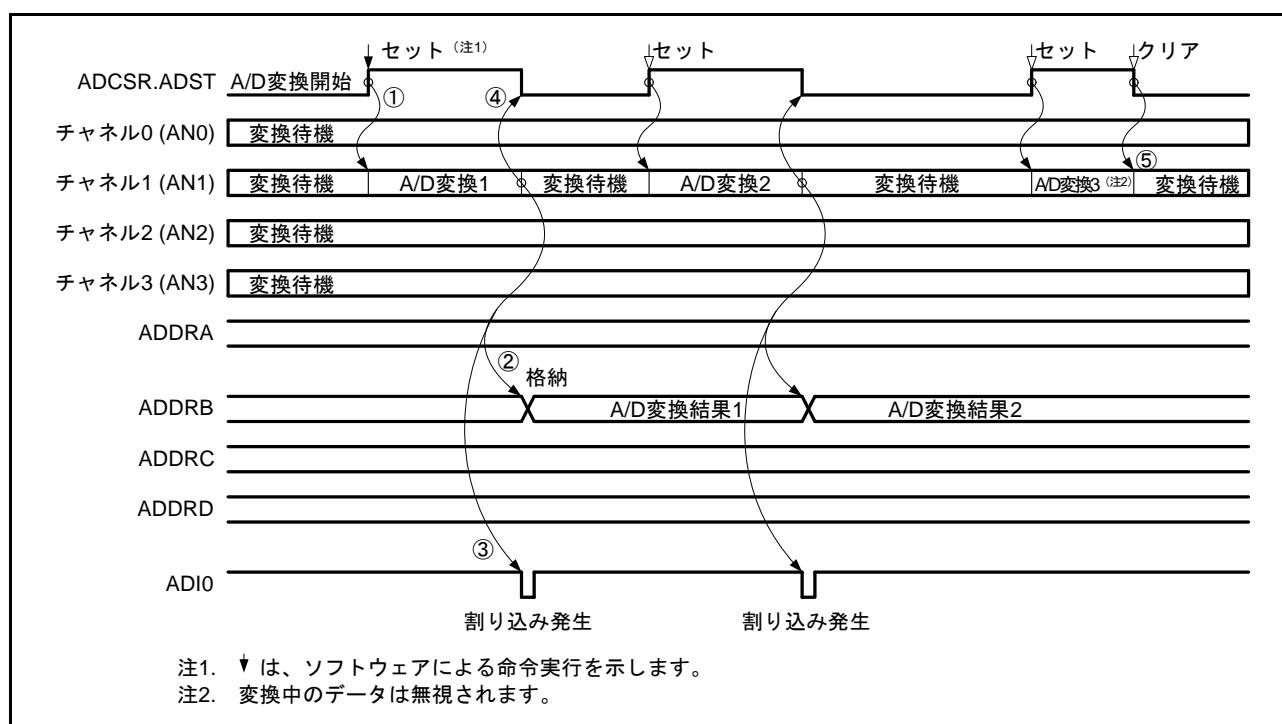 セット（注1） セット セット クリア
ADCSR.ADST A/D変換開始 ① ④
チャネル0 (AN0) 変換待機
⑤
チャネル1 (AN1) 変換待機 A/D変換1 変換待機 A/D変換2 変換待機 A/D変換3（注2） 変換待機
チャネル2 (AN2) 変換待機
チャネル3 (AN3) 変換待機
ADDRA
② 格納
ADDRB A/D変換結果1 A/D変換結果2
ADDRC
ADDRD
③
ADI0
割り込み発生 割り込み発生
注1. は、ソフトウェアによる命令実行を示します。
注2. 変換中のデータは無視されます。